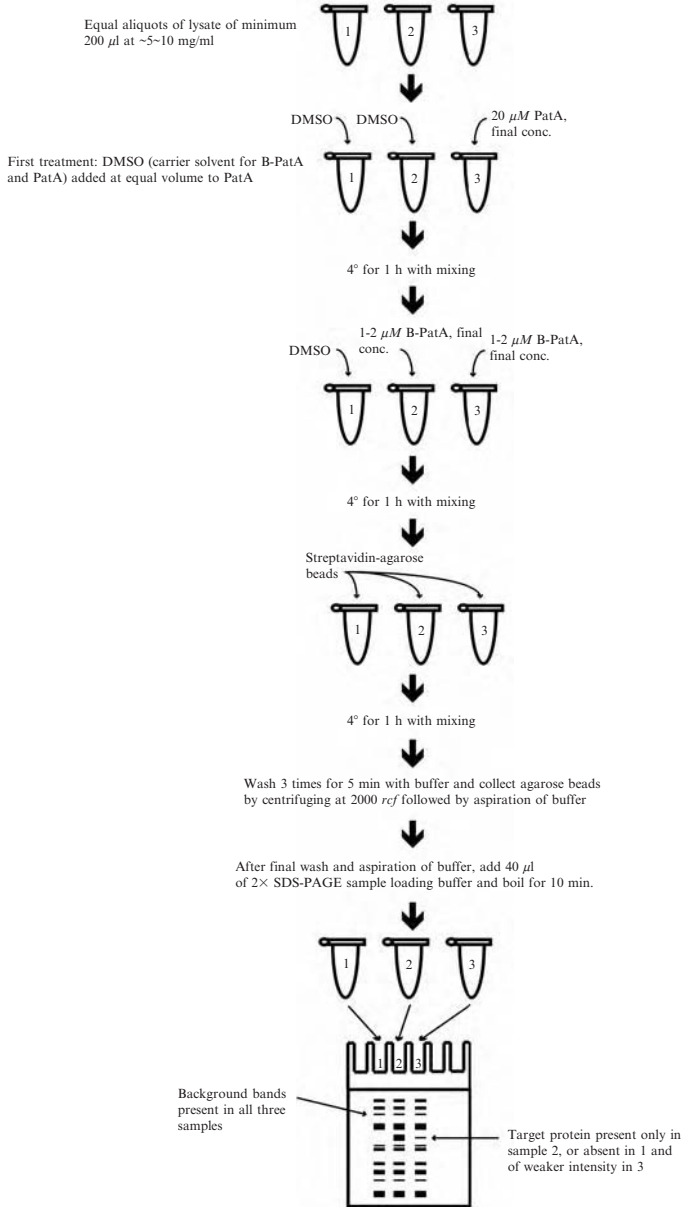 Equal aliquots of lysate of minimum
200 μl at ~5~10 mg/ml
1 2 3
DMSO DMSO 20 μM PatA,
final conc.
First treatment: DMSO (carrier solvent for B-PatA
and PatA) added at equal volume to PatA
1 2 3
4° for 1 h with mixing
1-2 μM B-PatA, final
conc.
1-2 μM B-PatA,
final conc.
DMSO
1 2 3
4° for 1 h with mixing
Streptavidin-agarose
beads
1 2 3
4° for 1 h with mixing
Wash 3 times for 5 min with buffer and collect agarose beads
by centrifuging at 2000 rcf followed by aspiration of buffer
After final wash and aspiration of buffer, add 40 μl
of 2× SDS-PAGE sample loading buffer and boil for 10 min.
1 2 3
1 2 3
Background bands
present in all three
samples
Target protein present only in
sample 2, or absent in 1 and
of weaker intensity in 3